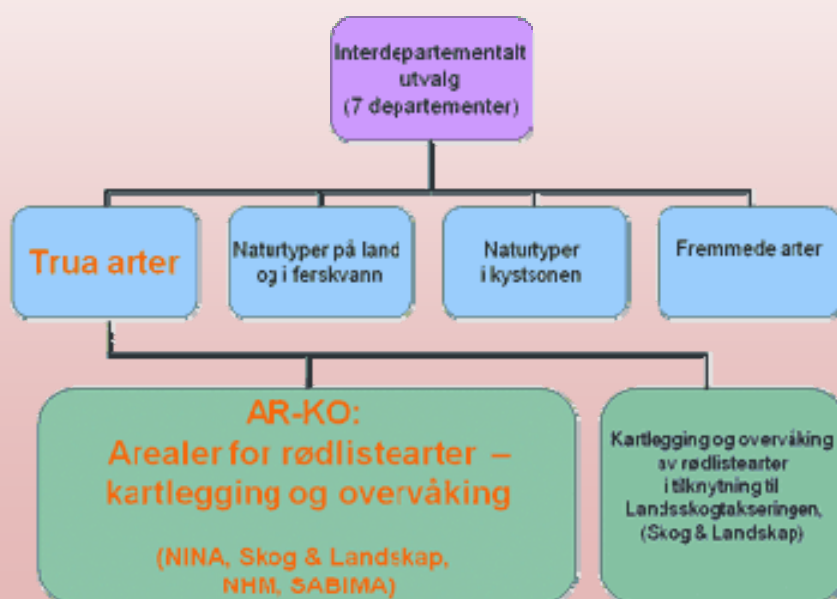 Interdepartementalt
utvalg
(7 departementer)
Trua arter
Naturtyper på land
og i ferskvann
Naturtyper
i kystsonen
Fremmede arter
AR-KO:
Arealer for rødlistearter –
kartlegging og overvåking
(NINA, Skog & Landskap,
NHM, SABIMA)
Kartlegging og overvåking
av rødlistearter
i tilknytning til
Landsskogtakseringen,
(Skog & Landskap)